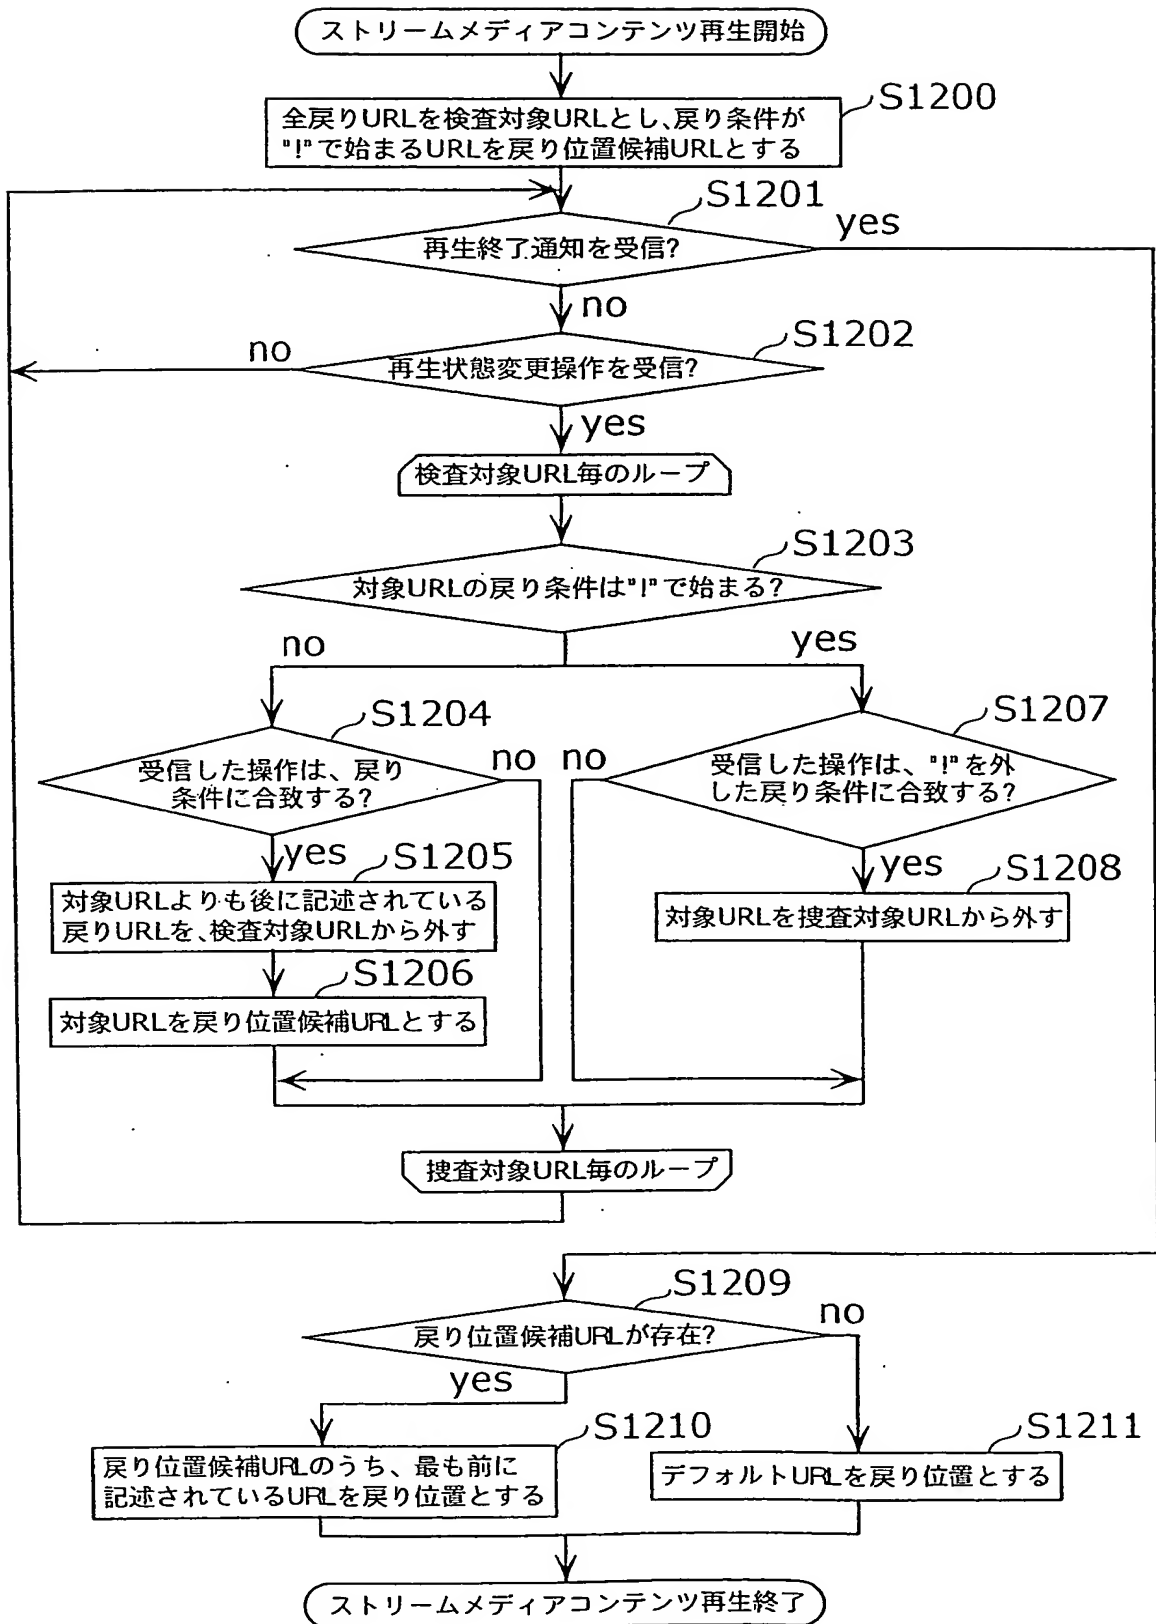 ストリームメディアコンテンツ再生開始
S1200
全戻りURLを検査対象URLとし、戻り条件が
"!"で始まるURLを戻り位置候補URLとする
S1201
再生終了通知を受信?
yes
no
S1202
再生状態変更操作を受信?
no
yes
検査対象URL毎のループ
S1203
対象URLの戻り条件は"!"で始まる?
no
yes
S1204
受信した操作は、戻り
条件に合致する?
no
yes
S1205
対象URLよりも後に記述されている
戻りURLを、検査対象URLから外す
S1206
対象URLを戻り位置候補URLとする
S1207
受信した操作は、"!"を外
した戻り条件に合致する?
no
yes
S1208
対象URLを捜査対象URLから外す
捜査対象URL毎のループ
S1209
戻り位置候補URLが存在?
no
yes
S1210
戻り位置候補URLのうち、最も前に
記述されているURLを戻り位置とする
S1211
デフォルトURLを戻り位置とする
ストリームメディアコンテンツ再生終了